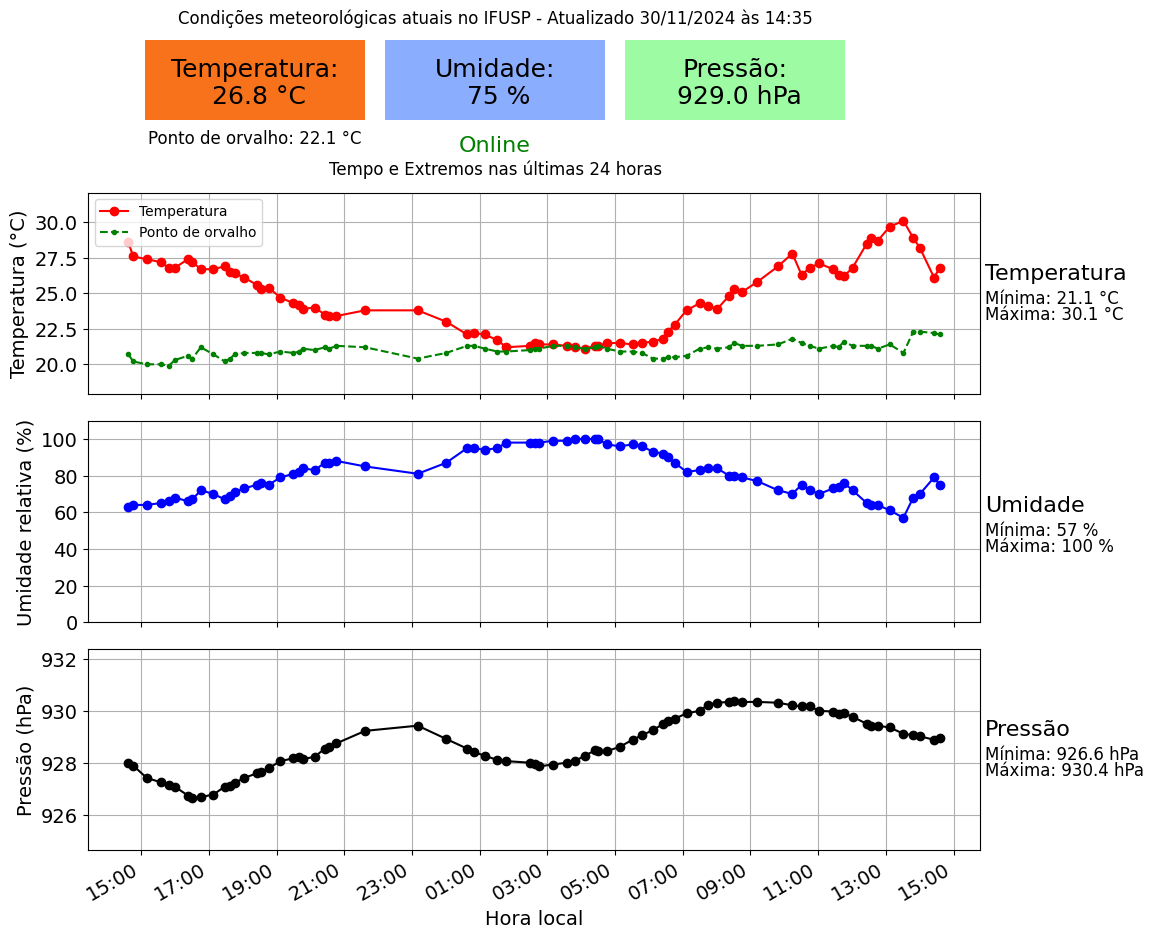 Condições meteorológicas atuais no IFUSP - Atualizado 30/11/2024 às 14:35
Temperatura:
26.8 °C
Umidade:
75 %
Pressão:
929.0 hPa
Ponto de orvalho: 22.1 °C
Online
Tempo e Extremos nas últimas 24 horas
Temperatura (°C)
30.0
27.5
25.0
22.5
20.0
Temperatura
Ponto de orvalho
Temperatura
Mínima: 21.1 °C
Máxima: 30.1 °C
Umidade relativa (%)
100
80
60
40
20
0
Umidade
Mínima: 57 %
Máxima: 100 %
Pressão (hPa)
932
930
928
926
Pressão
Mínima: 926.6 hPa
Máxima: 930.4 hPa
15:00 17:00 19:00 21:00 23:00 01:00 03:00 05:00 07:00 09:00 11:00 13:00 15:00
Hora local